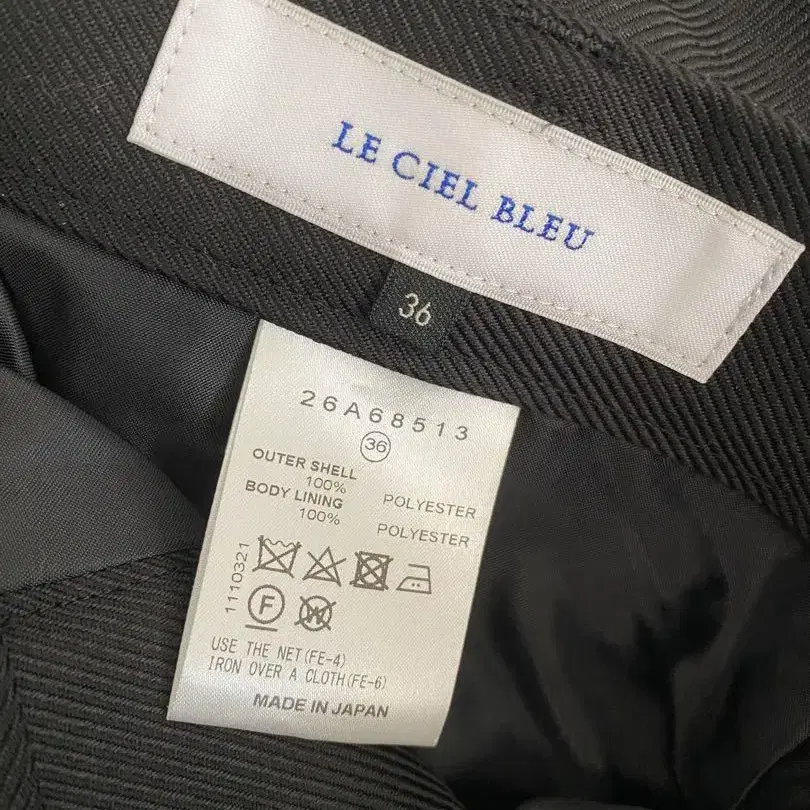 LE CIEL BLEU
36
26A68513
36
OUTER SHELL
100% POLYESTER
BODY LINING
100% POLYESTER
1110321
F W
USE THE NET(FE-4)
IRON OVER A CLOTH(FE-6)
MADE IN JAPAN